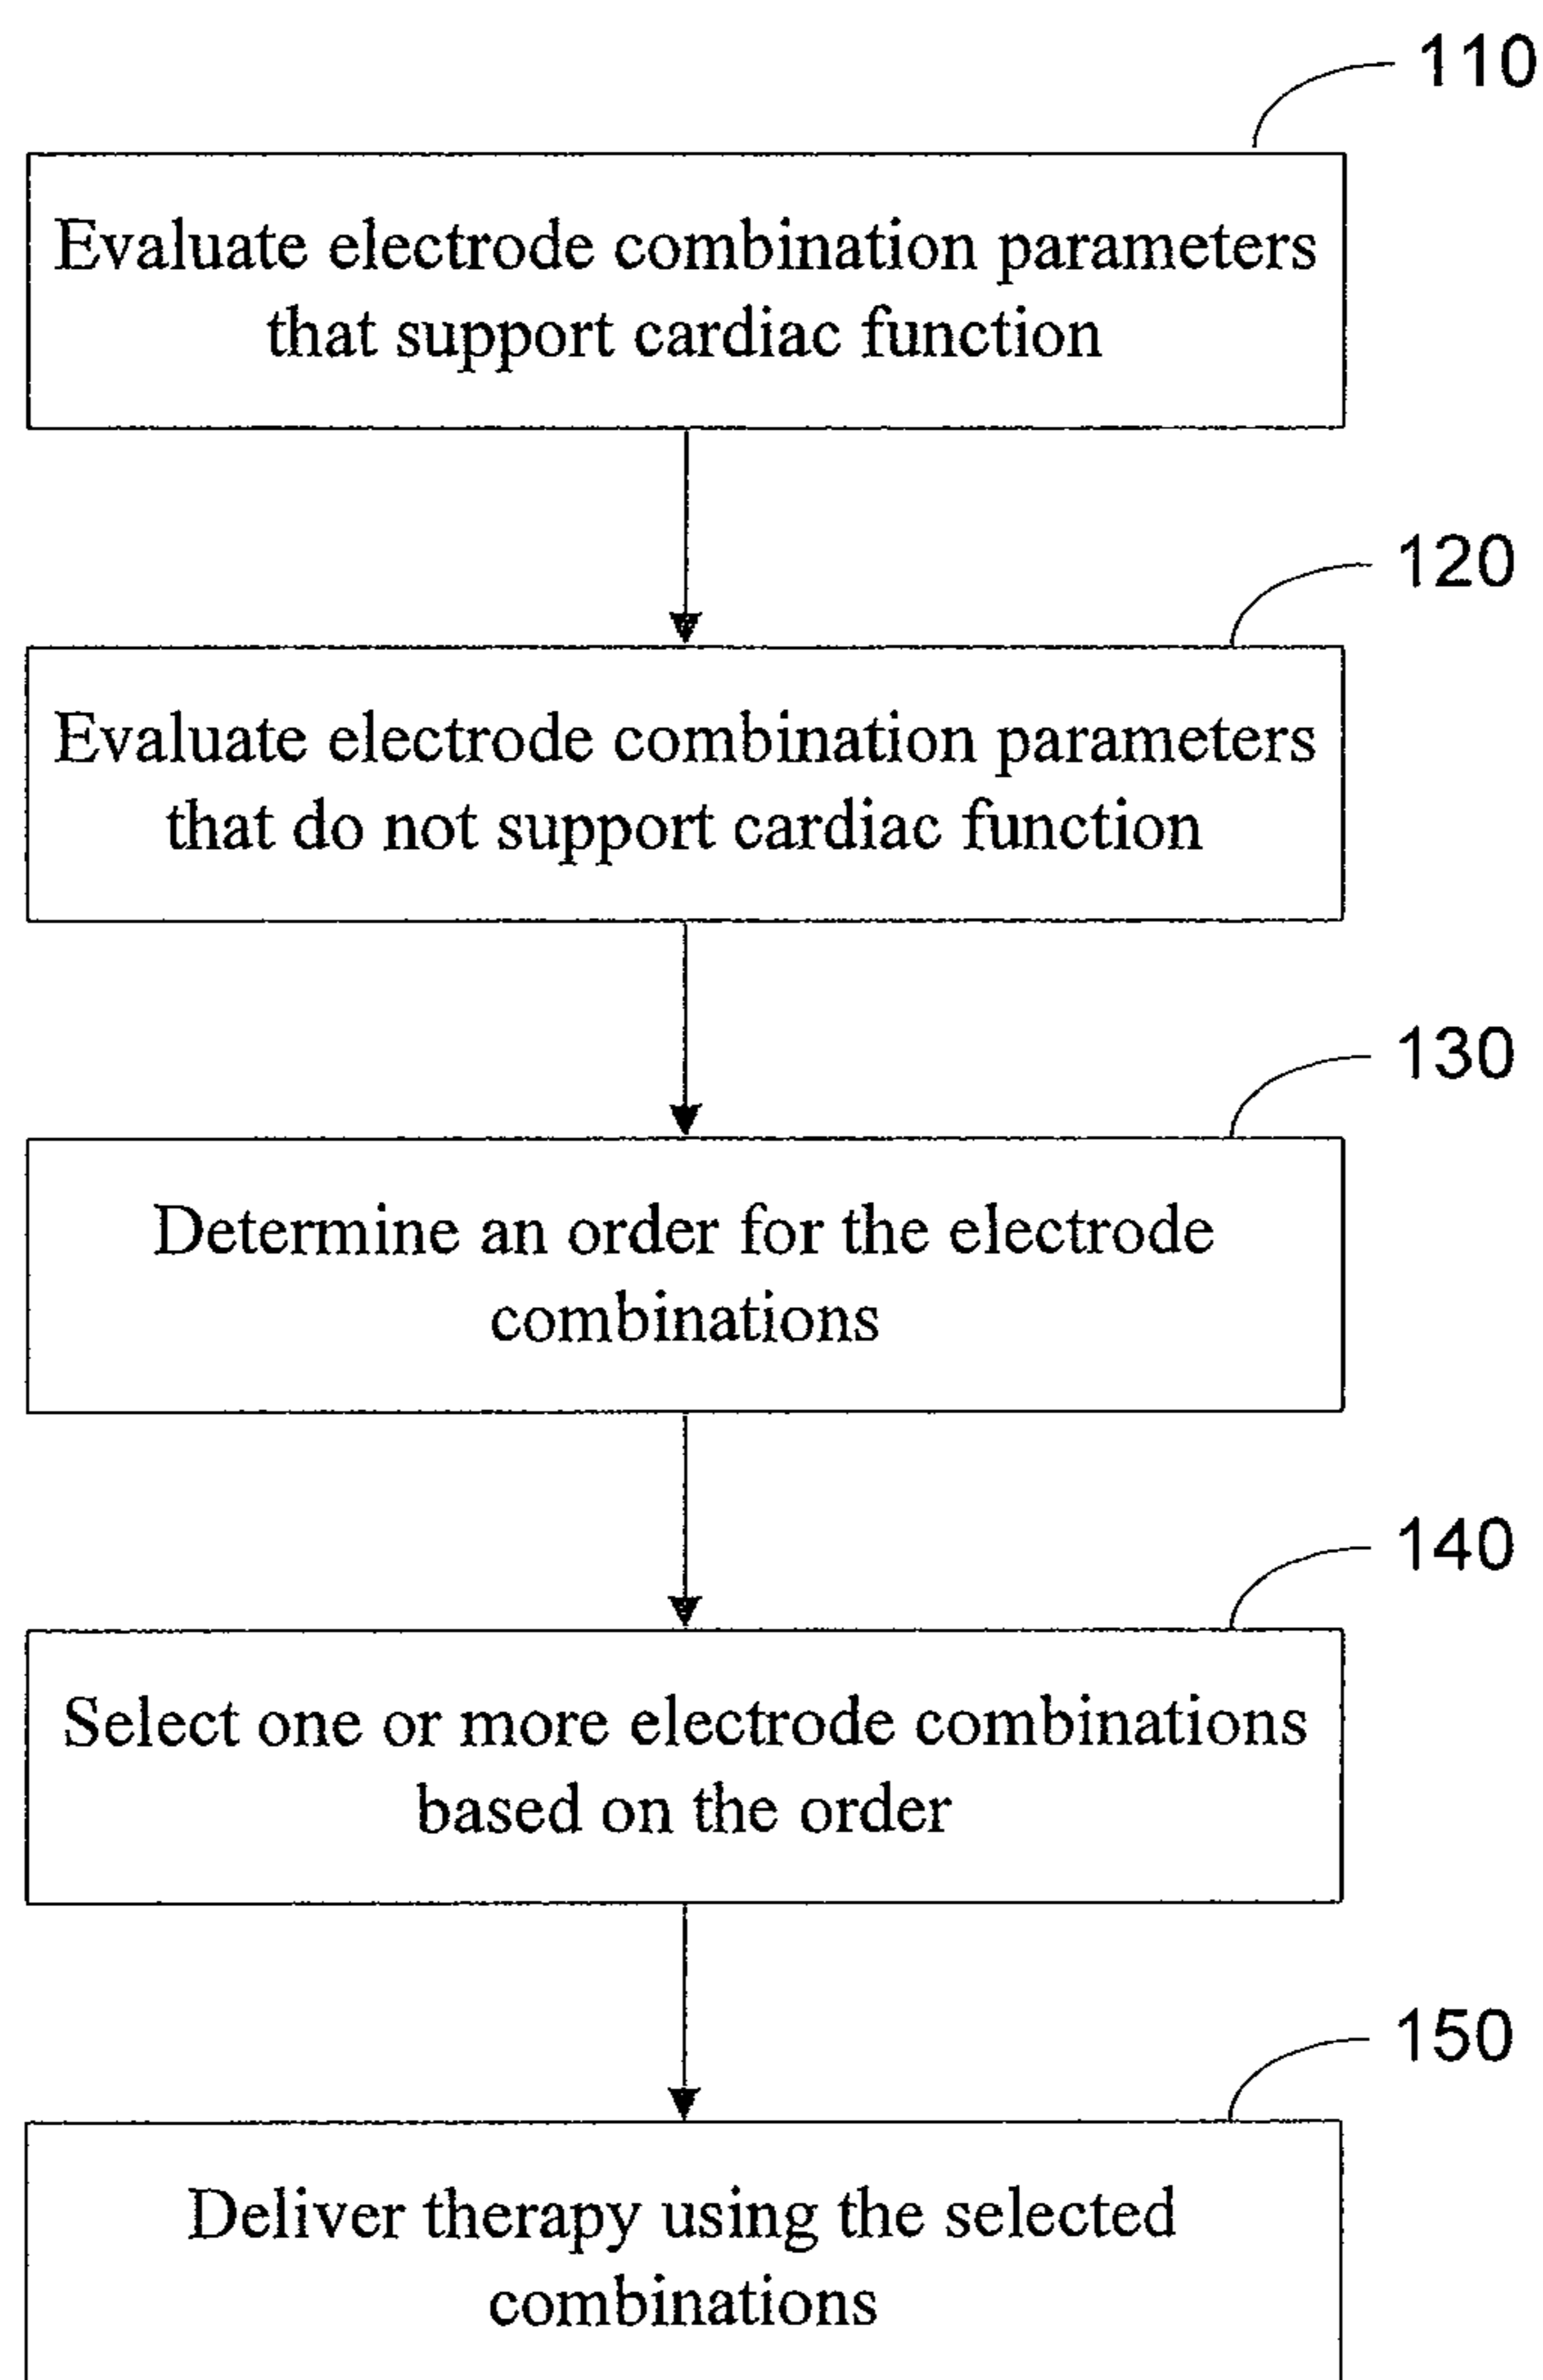 110
Evaluate electrode combination parameters
that support cardiac function
120
Evaluate electrode combination parameters
that do not support cardiac function
130
Determine an order for the electrode
combinations
140
Select one or more electrode combinations
based on the order
150
Deliver therapy using the selected
combinations